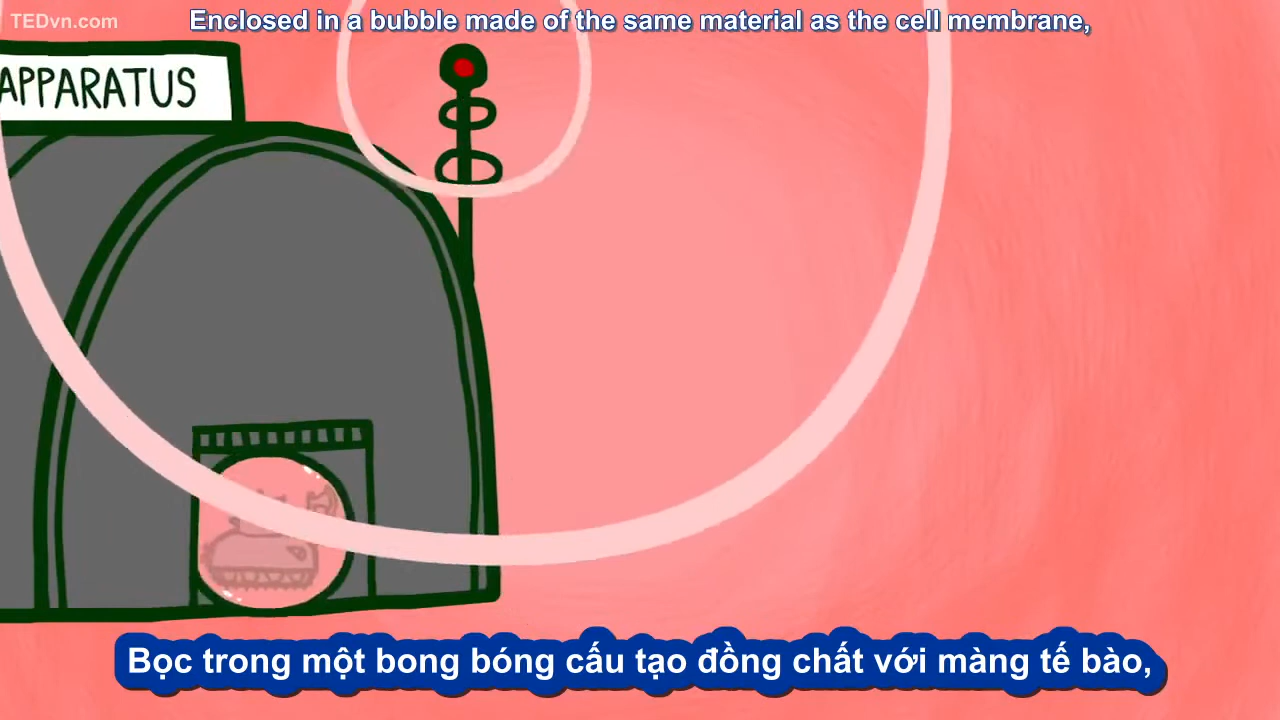 TEDvn.com
Enclosed in a bubble made of the same material as the cell membrane,
APPARATUS
Bọc trong một bong bóng cấu tạo đồng chất với màng tế bào,